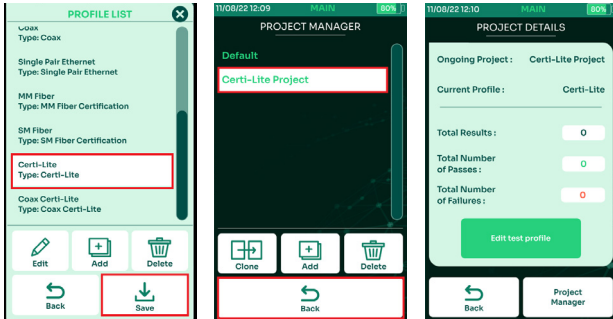 PROFILE LIST
Coax
Type: Coax
Single Pair Ethernet
Type: Single Pair Ethernet
MM Fiber
Type: MM Fiber Certification
SM Fiber
Type: SM Fiber Certification
Certi-Lite
Type: Certi-Lite
Coax Certi-Lite
Type: Coax Certi-Lite
Edit
Add
Delete
Back
Save
11/08/22 12:09 MAIN 80%
PROJECT MANAGER
Default
Certi-Lite Project
Clone
Add
Delete
Back
11/08/22 12:10 MAIN 80%
PROJECT DETAILS
Ongoing Project : Certi-Lite Project
Current Profile : Certi-Lite
Total Results : 0
Total Number
of Passes : 0
Total Number
of Failures : 0
Edit test profile
Back
Project
Manager